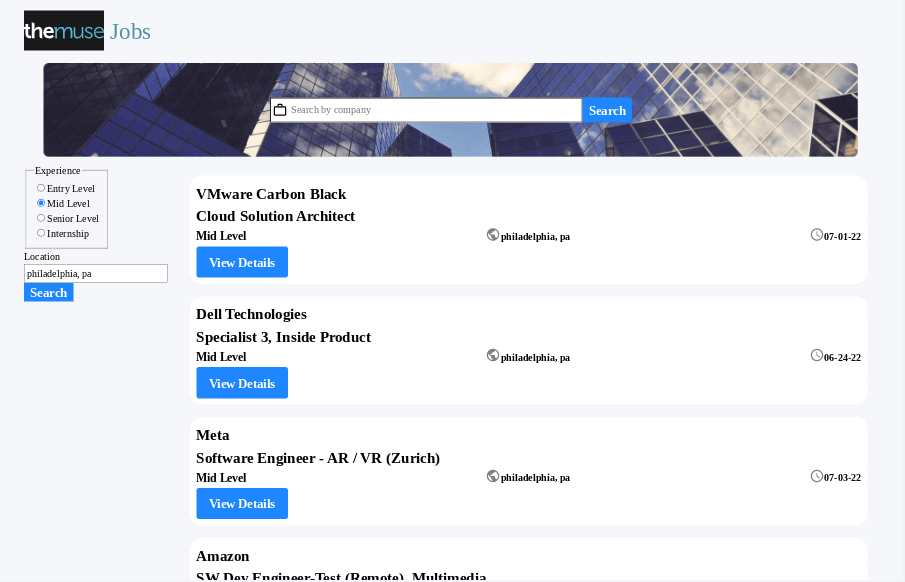 themuse Jobs
Search by company
Search
Experience
Entry Level
Mid Level
Senior Level
Internship
Location
philadelphia, pa
Search
VMware Carbon Black
Cloud Solution Architect
Mid Level philadelphia, pa 07-01-22
View Details
Dell Technologies
Specialist 3, Inside Product
Mid Level philadelphia, pa 06-24-22
View Details
Meta
Software Engineer - AR / VR (Zurich)
Mid Level philadelphia, pa 07-03-22
View Details
Amazon
SW Dev Engineer-Test (Remote), Multimedia